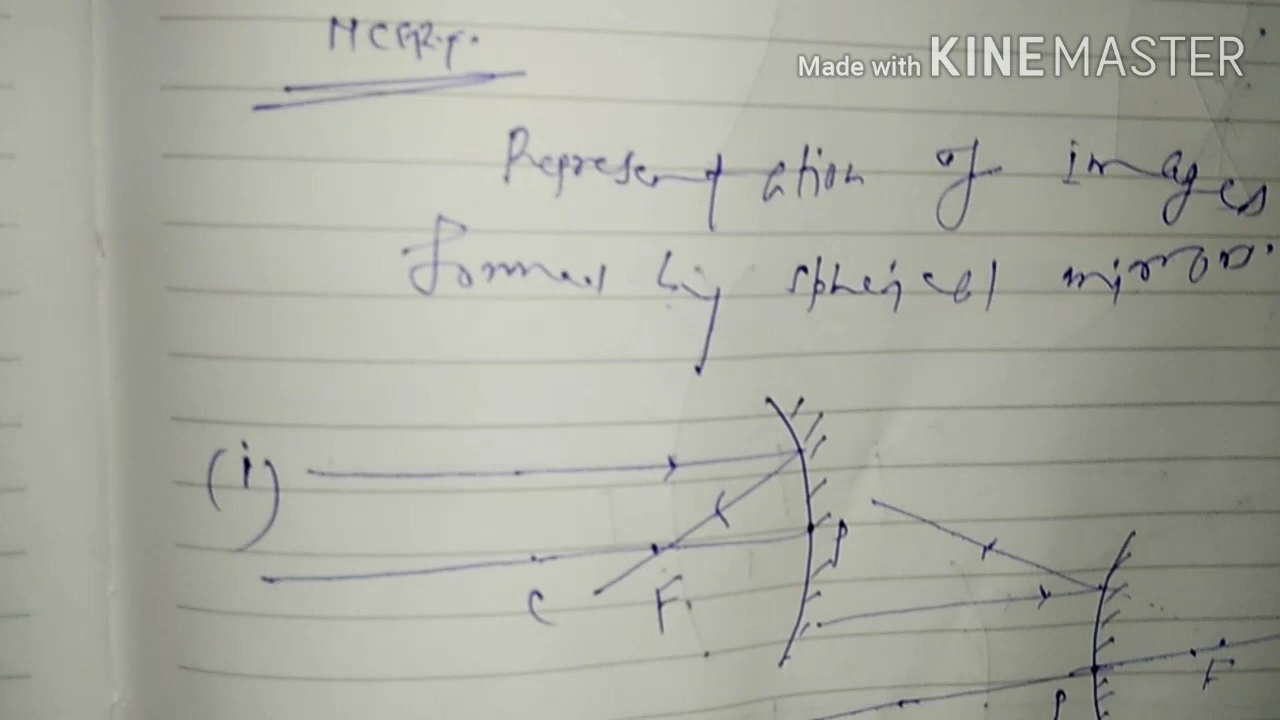 Made with KINEMASTER
NCERT.
Representation of images
formed by spherical mirror.
(i)
P
C
F.
F
P